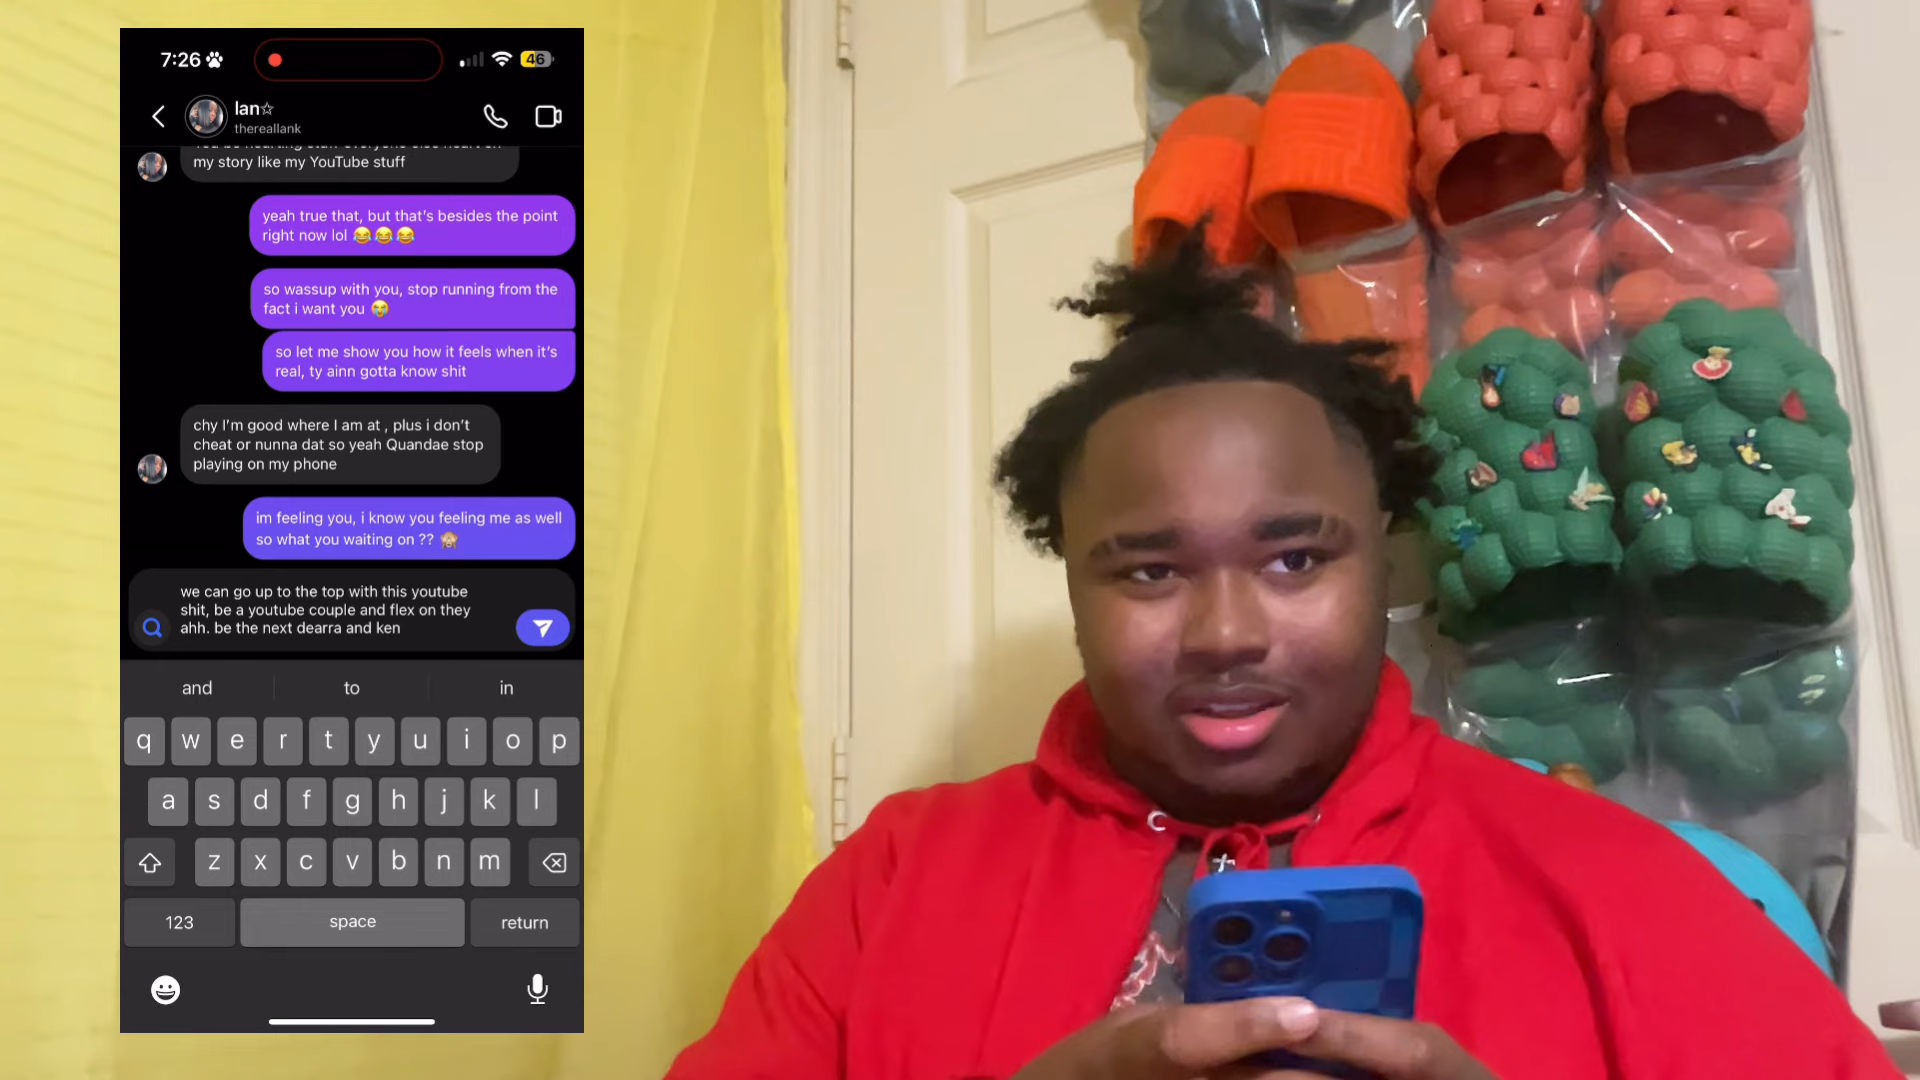 7:26
46
lan☆
thereallank
my story like my YouTube stuff
yeah true that, but that's besides the point
right now lol 😂😂😂
so wassup with you, stop running from the
fact i want you 😭
so let me show you how it feels when it's
real, ty ainn gotta know shit
chy I'm good where I am at , plus i don't
cheat or nunna dat so yeah Quandae stop
playing on my phone
im feeling you, i know you feeling me as well
so what you waiting on ?? 🙈
we can go up to the top with this youtube
shit, be a youtube couple and flex on they
ahh. be the next dearra and ken
and to in
q w e r t y u i o p
a s d f g h j k l
z x c v b n m
123 space return